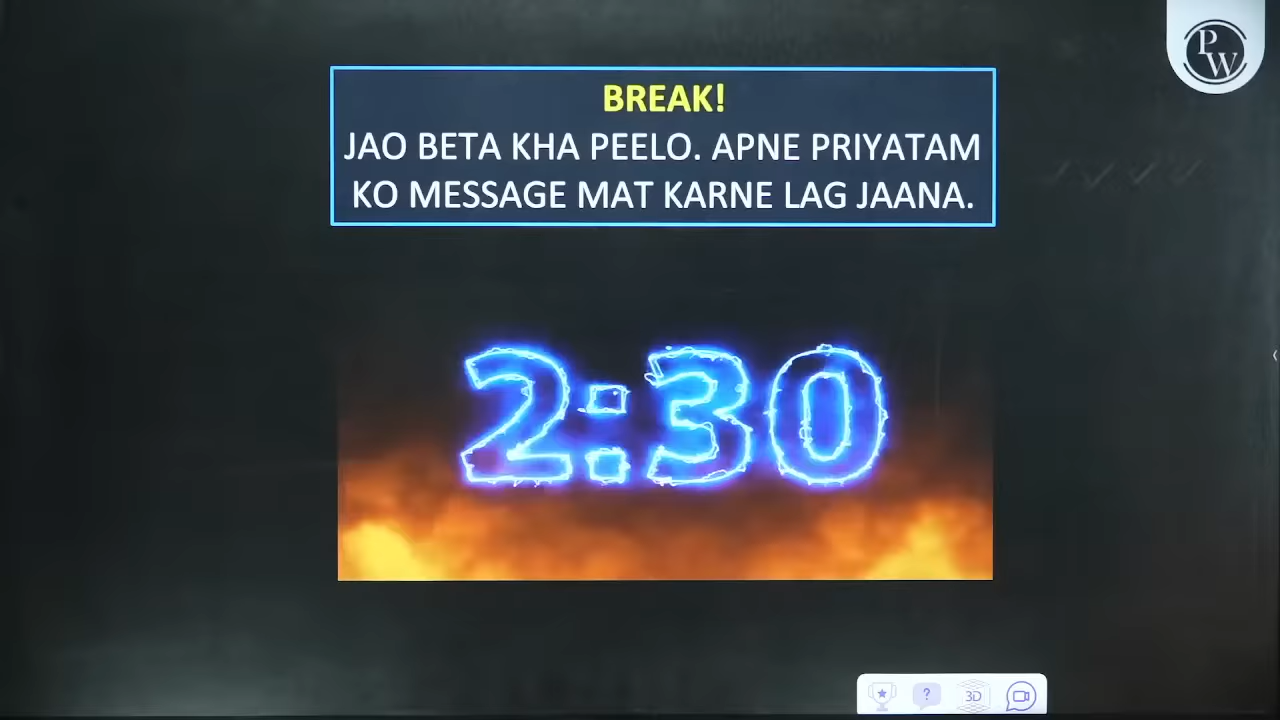 PW
BREAK!
JAO BETA KHA PEELO. APNE PRIYATAM
KO MESSAGE MAT KARNE LAG JAANA.
2:30
?
3D